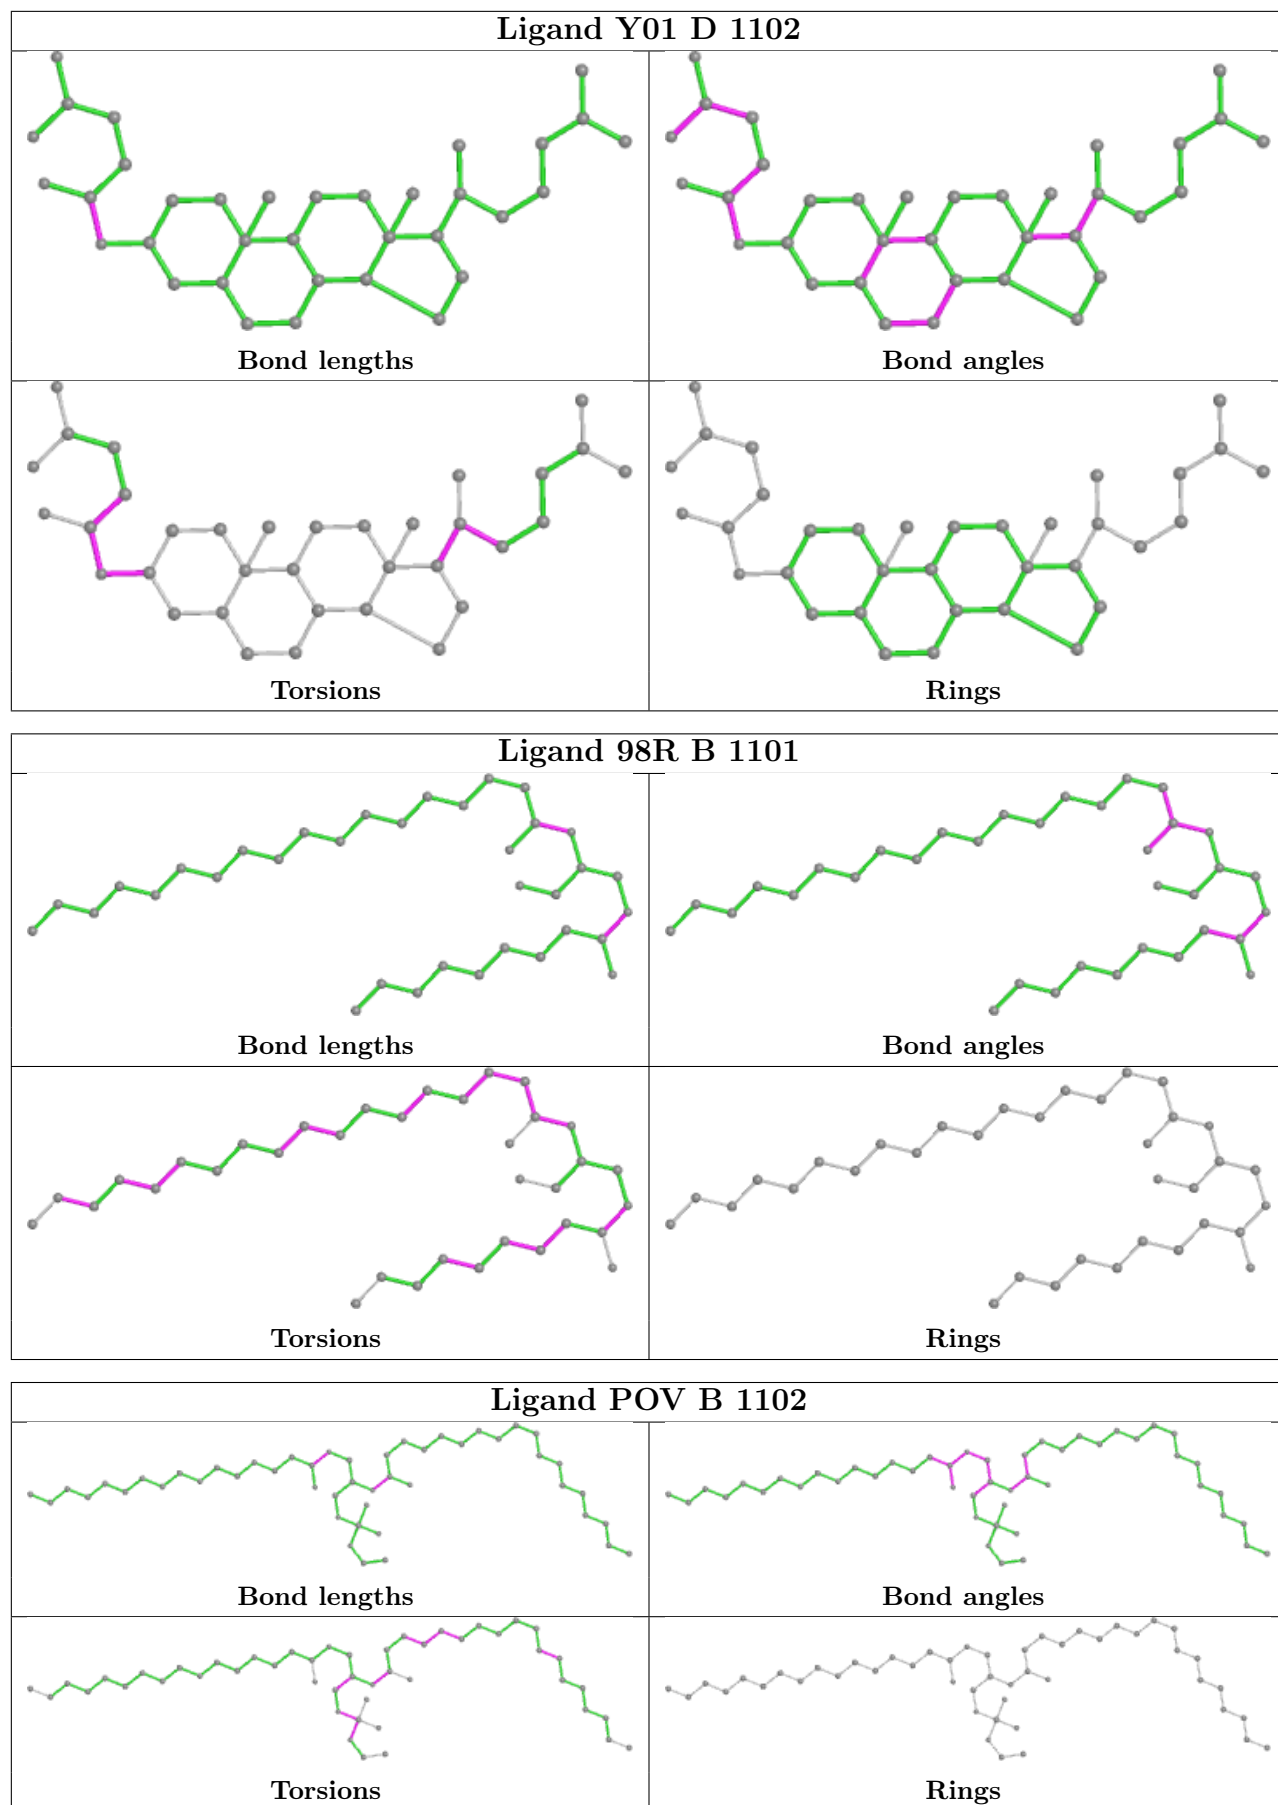 Ligand Y01 D 1102
Bond lengths
Bond angles
Torsions
Rings
Ligand 98R B 1101
Bond lengths
Bond angles
Torsions
Rings
Ligand POV B 1102
Bond lengths
Bond angles
Torsions
Rings